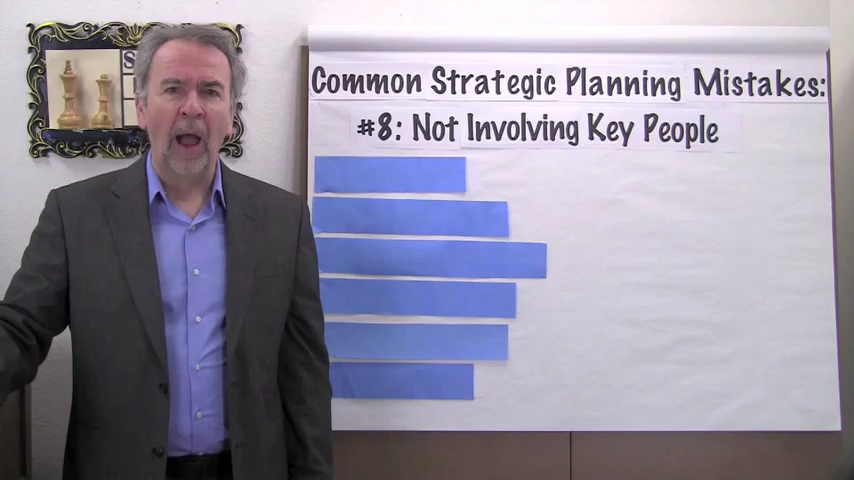 Common Strategic Planning Mistakes:
#8: Not Involving Key People